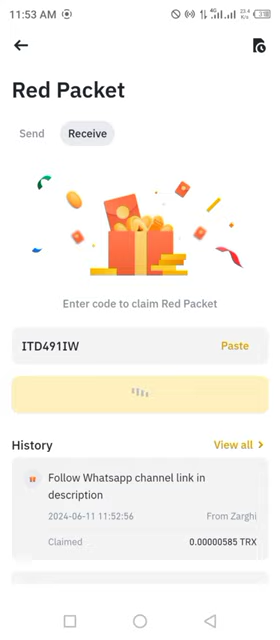 11:53 AM
Red Packet
Send
Receive
Enter code to claim Red Packet
ITD491IW
Paste
History
View all
Follow Whatsapp channel link in
description
2024-06-11 11:52:56
From Zarghi
Claimed
0.00000585 TRX